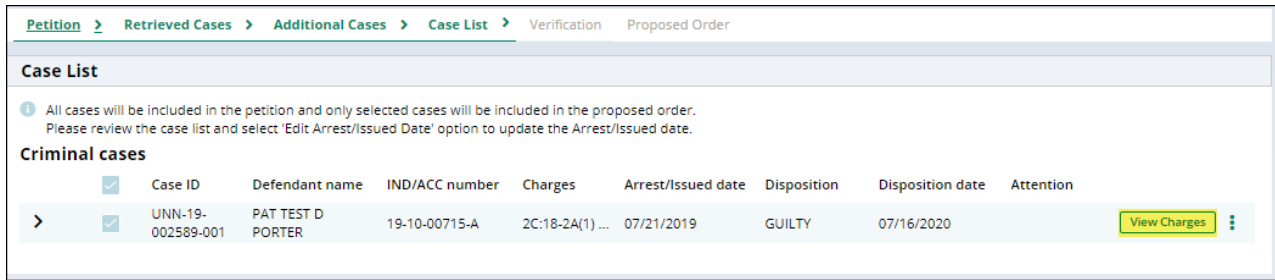 Petition > Retrieved Cases > Additional Cases > Case List > Verification Proposed Order
Case List
All cases will be included in the petition and only selected cases will be included in the proposed order.
Please review the case list and select 'Edit Arrest/Issued Date' option to update the Arrest/Issued date.
Criminal cases
Case ID Defendant name IND/ACC number Charges Arrest/Issued date Disposition Disposition date Attention
UNN-19- PAT TEST D
002589-001 PORTER 19-10-00715-A 2C:18-2A(1) ... 07/21/2019 GUILTY 07/16/2020 View Charges